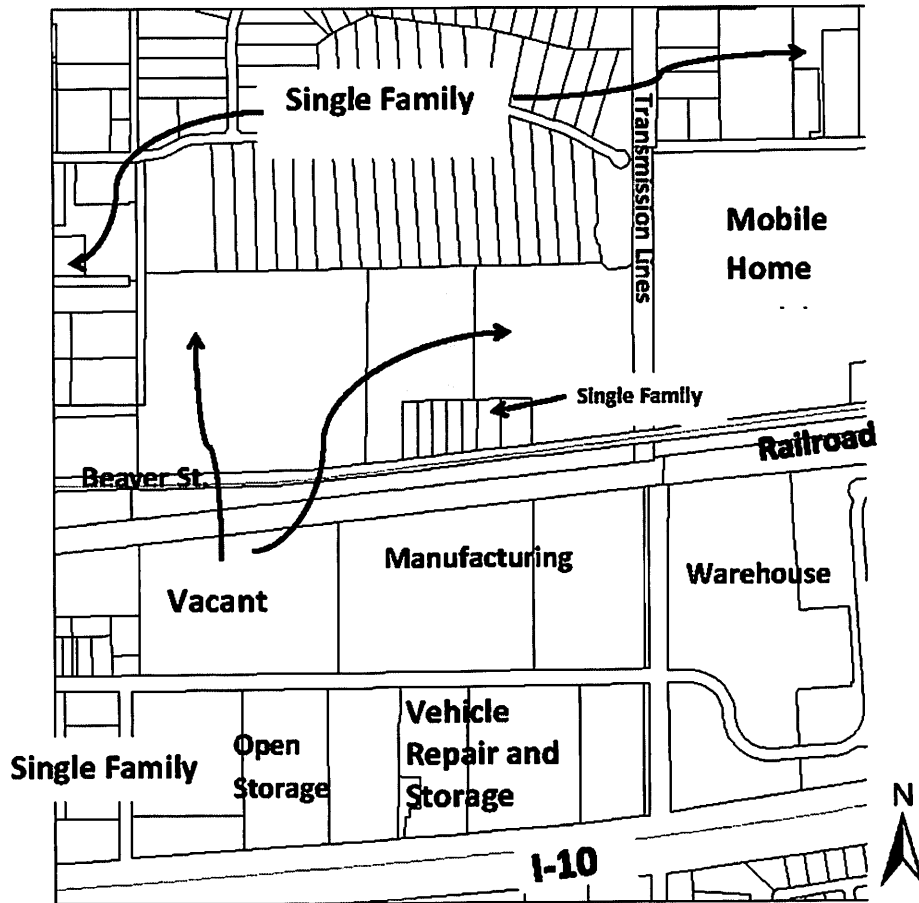 Single Family
Transmission Lines
Mobile
Home
Single Family
Railroad
Beaver St.
Manufacturing
Warehouse
Vacant
Vehicle
Repair and
Storage
Open
Storage
Single Family
N
I-10